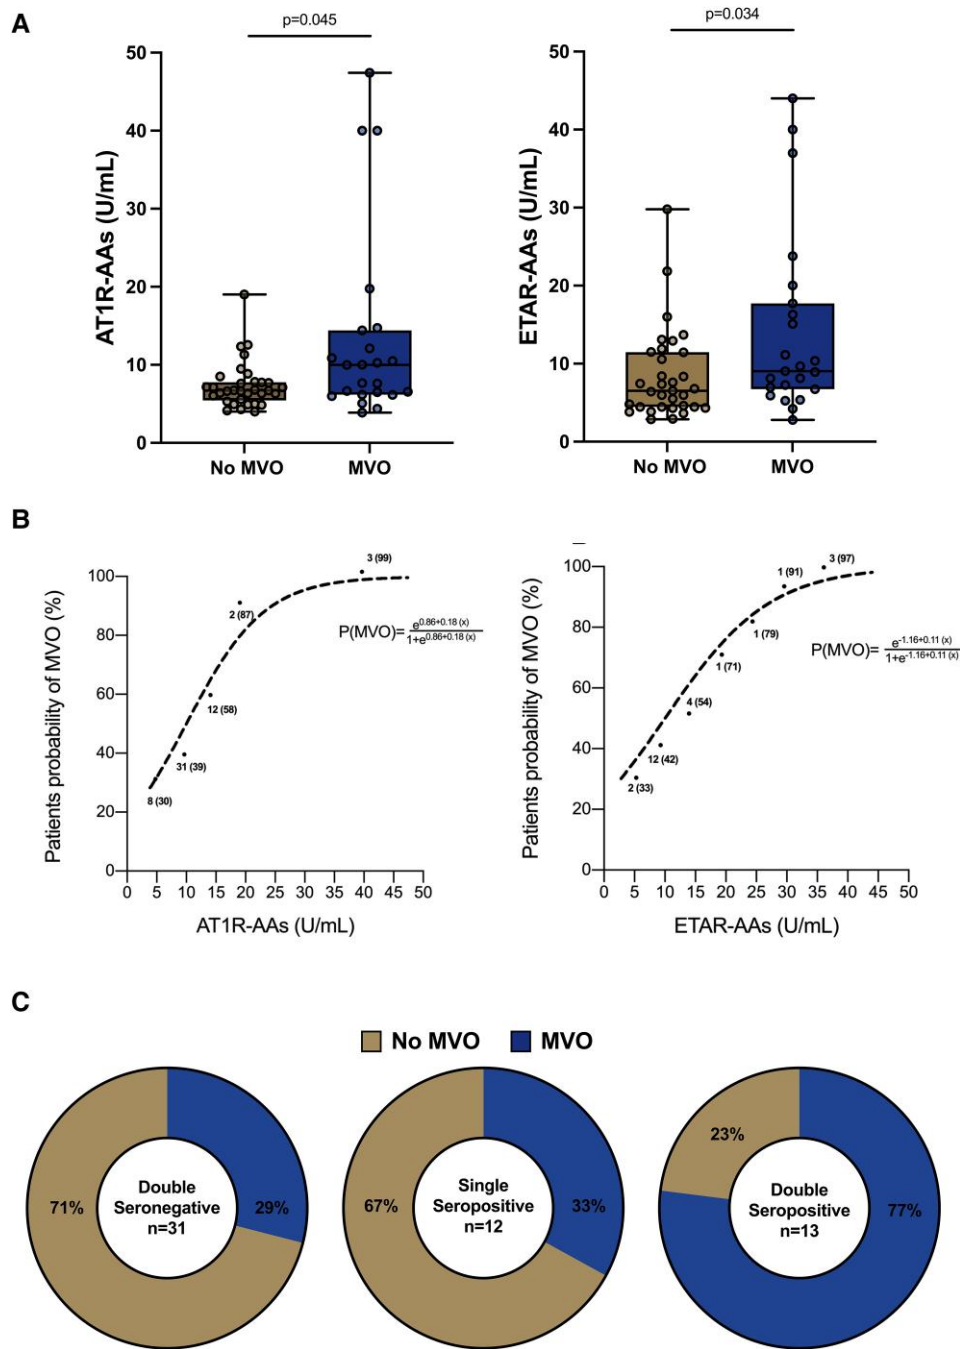 A
p=0.045
AT1R-AAs (U/mL)
50
40
30
20
10
0
No MVO MVO
p=0.034
ETAR-AAs (U/mL)
50
40
30
20
10
0
No MVO MVO
B
Patients probability of MVO (%)
100
80
60
40
20
0
0 5 10 15 20 25 30 35 40 45 50
AT1R-AAs (U/mL)
3 (99)
2 (87)
12 (58)
31 (39)
8 (30)
P(MVO)= e^0.86+0.18 (x) / 1+e^0.86+0.18 (x)
Patients probability of MVO (%)
100
80
60
40
20
0
0 5 10 15 20 25 30 35 40 45 50
ETAR-AAs (U/mL)
3 (97)
1 (91)
1 (79)
1 (71)
4 (54)
12 (42)
2 (33)
P(MVO)= e^-1.16+0.11 (x) / 1+e^-1.16+0.11 (x)
C
No MVO MVO
71%
Double
Seronegative
n=31
29%
67%
Single
Seropositive
n=12
33%
23%
Double
Seropositive
n=13
77%